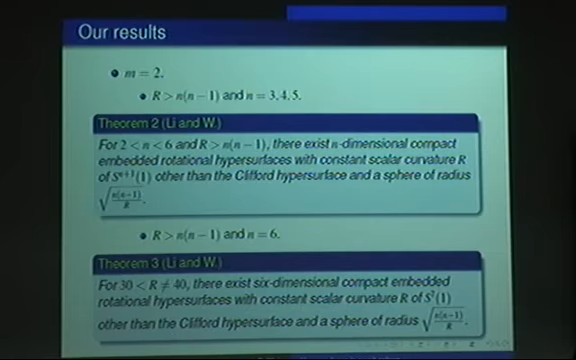 Our results
m = 2.
R > n(n − 1) and n = 3, 4, 5.
Theorem 2 (Li and W.)
For 2 < n < 6 and R > n(n − 1), there exist n-dimensional compact
embedded rotational hypersurfaces with constant scalar curvature R
of Sⁿ⁺¹(1) other than the Clifford hypersurface and a sphere of radius
√(n(n−1)/R).
R > n(n − 1) and n = 6.
Theorem 3 (Li and W.)
For 30 < R ≠ 40, there exist six-dimensional compact embedded
rotational hypersurfaces with constant scalar curvature R of S⁷(1)
other than the Clifford hypersurface and a sphere of radius √(n(n−1)/R).